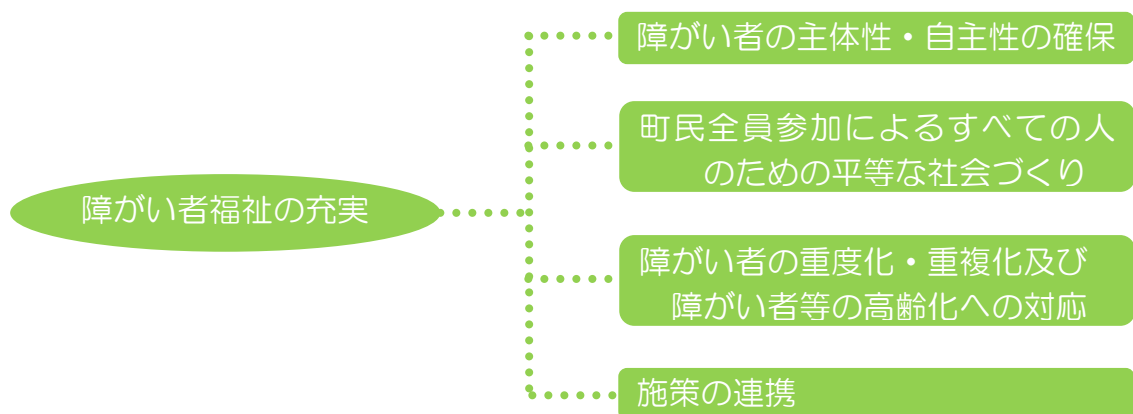 障がい者の主体性・自主性の確保
町民全員参加によるすべての人
のための平等な社会づくり
障がい者福祉の充実
障がい者の重度化・重複化及び
障がい者等の高齢化への対応
施策の連携